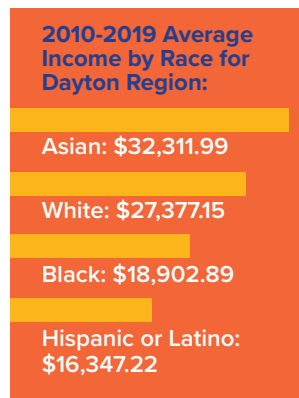 2010-2019 Average
Income by Race for
Dayton Region:
Asian: $32,311.99
White: $27,377.15
Black: $18,902.89
Hispanic or Latino:
$16,347.22